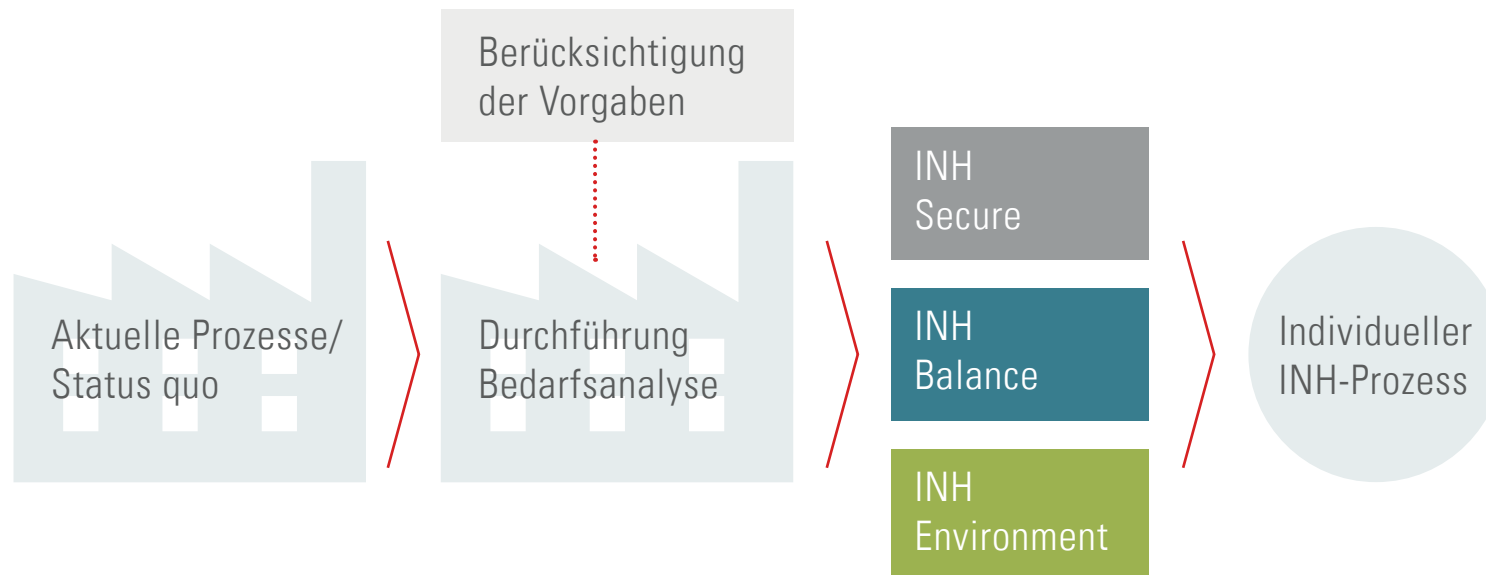 Berücksichtigung
der Vorgaben
Aktuelle Prozesse/
Status quo
Durchführung
Bedarfsanalyse
INH
Secure
INH
Balance
INH
Environment
Individueller
INH-Prozess